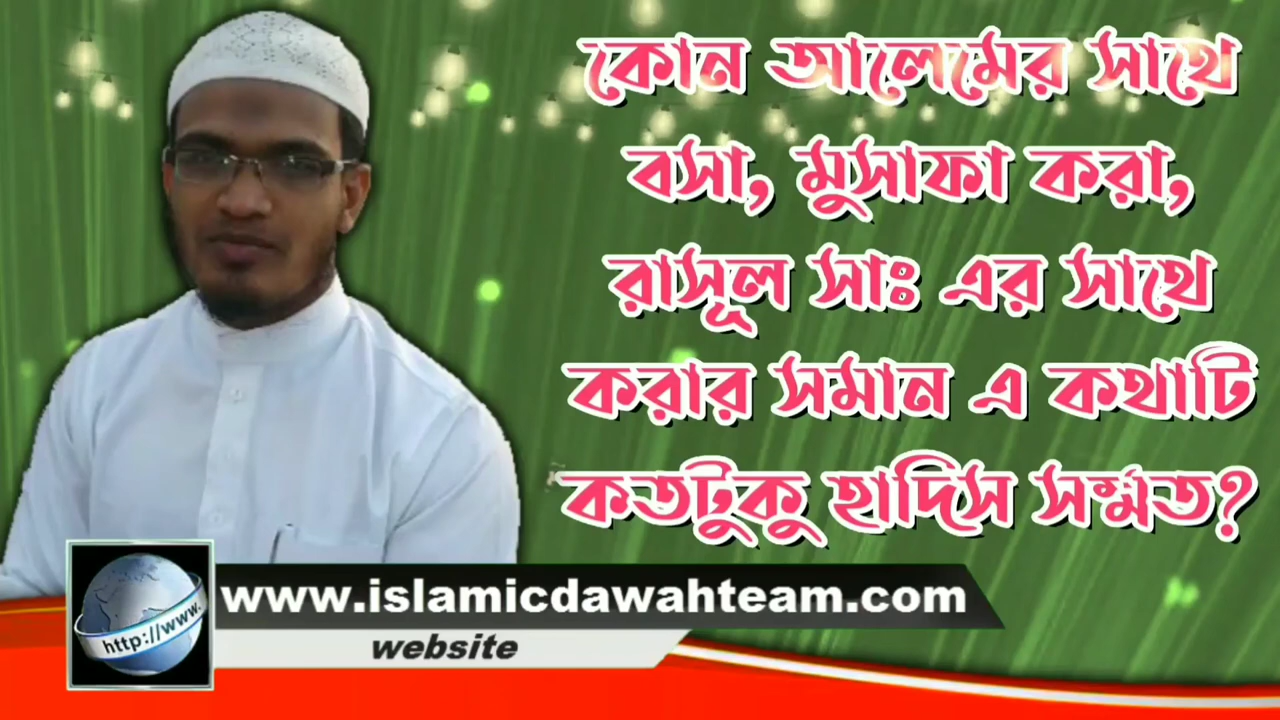 কোন আলেমের সাথে
বসা, মুসাফা করা,
রাসূল সাঃ এর সাথে
করার সমান এ কথাটি
কতটুকু হাদিস সম্মত?
www.islamicdawahteam.com
http://www.
website